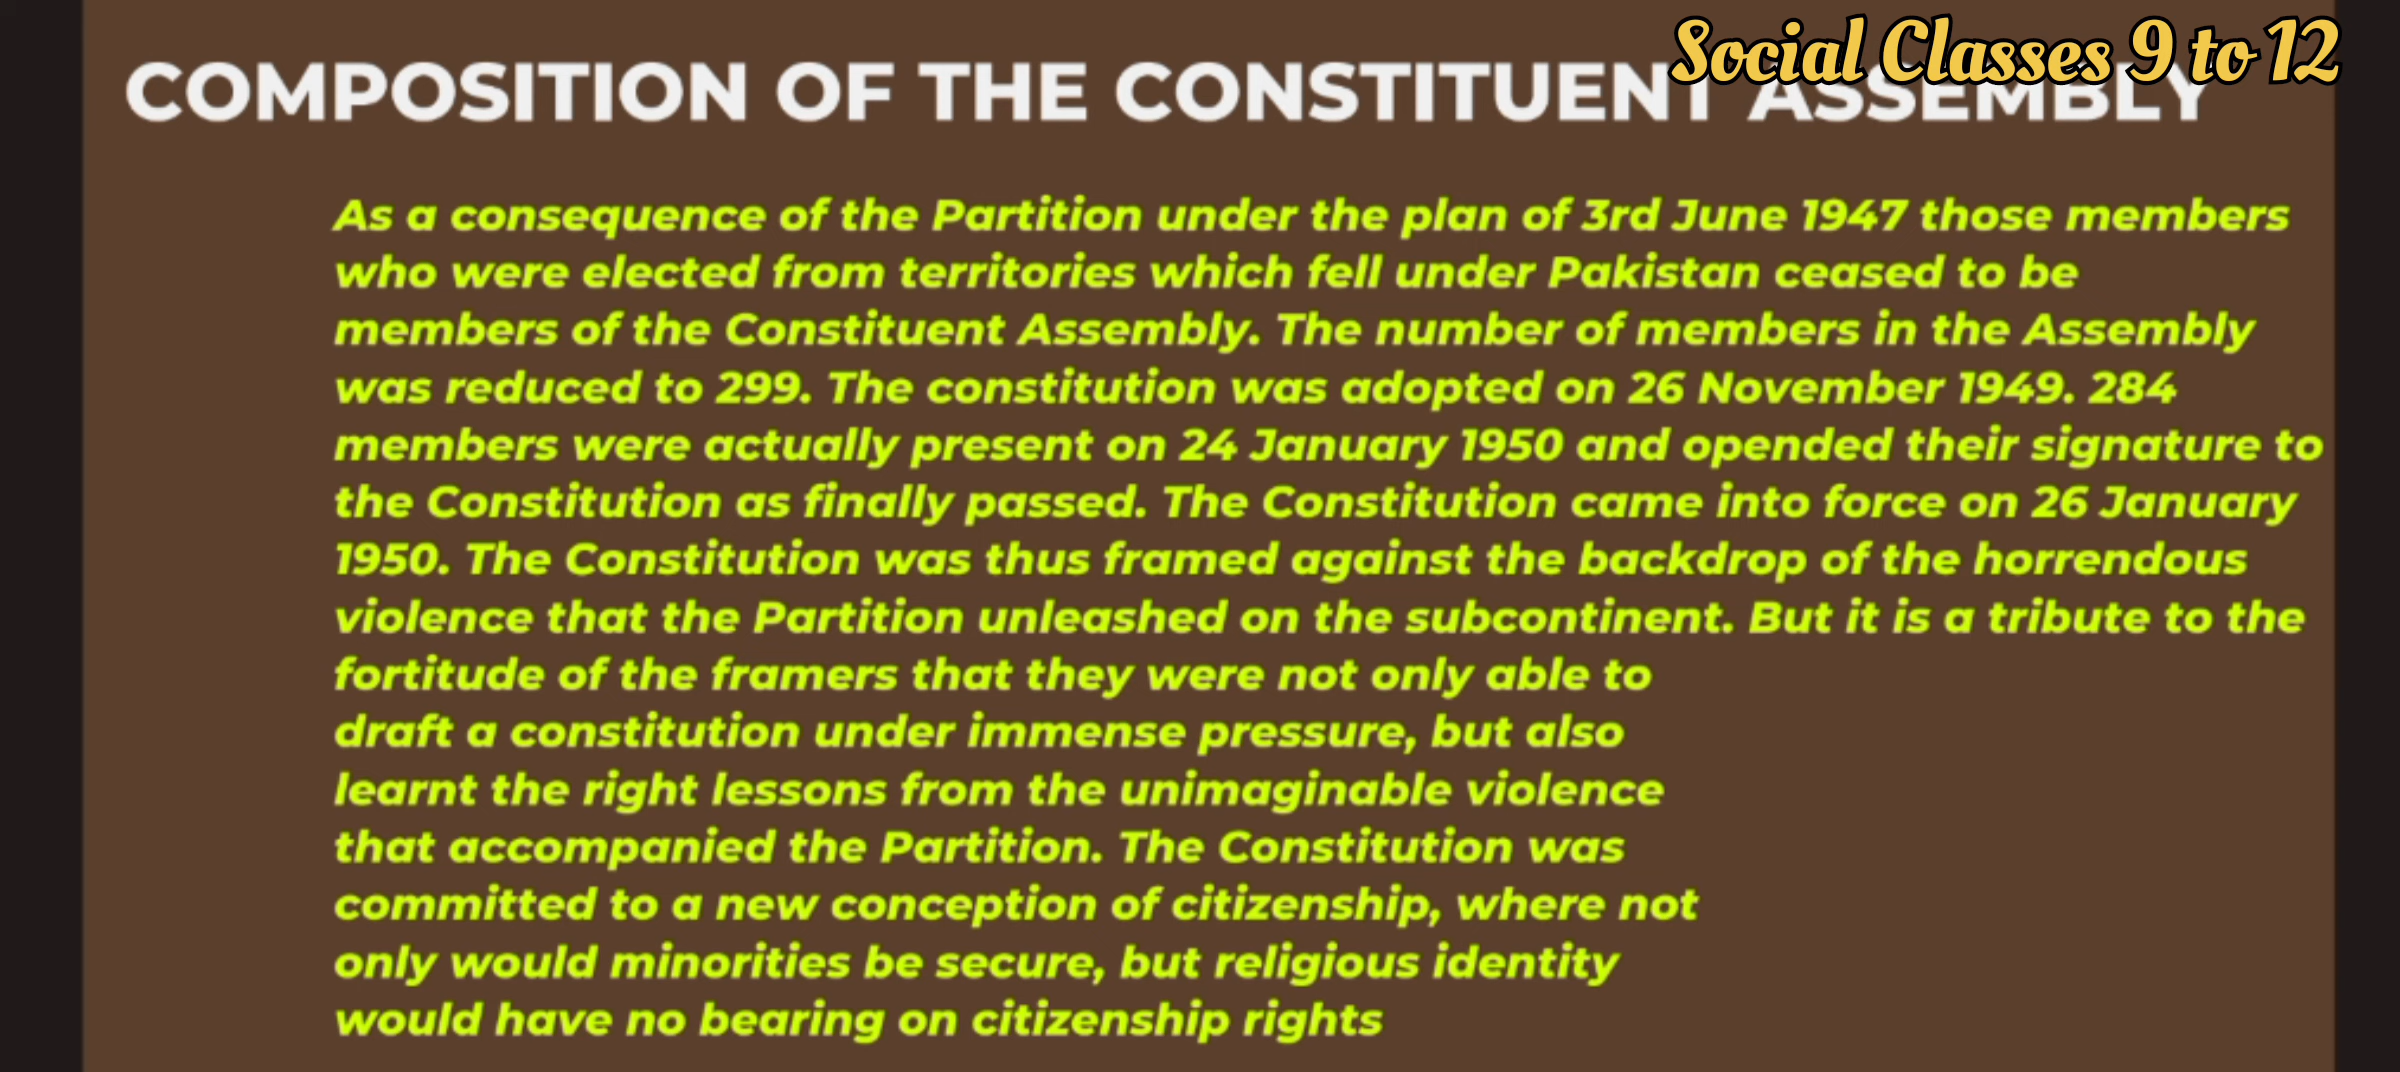 Social Classes 9 to 12
COMPOSITION OF THE CONSTITUENT ASSEMBLY
As a consequence of the Partition under the plan of 3rd June 1947 those members
who were elected from territories which fell under Pakistan ceased to be
members of the Constituent Assembly. The number of members in the Assembly
was reduced to 299. The constitution was adopted on 26 November 1949. 284
members were actually present on 24 January 1950 and opended their signature to
the Constitution as finally passed. The Constitution came into force on 26 January
1950. The Constitution was thus framed against the backdrop of the horrendous
violence that the Partition unleashed on the subcontinent. But it is a tribute to the
fortitude of the framers that they were not only able to
draft a constitution under immense pressure, but also
learnt the right lessons from the unimaginable violence
that accompanied the Partition. The Constitution was
committed to a new conception of citizenship, where not
only would minorities be secure, but religious identity
would have no bearing on citizenship rights